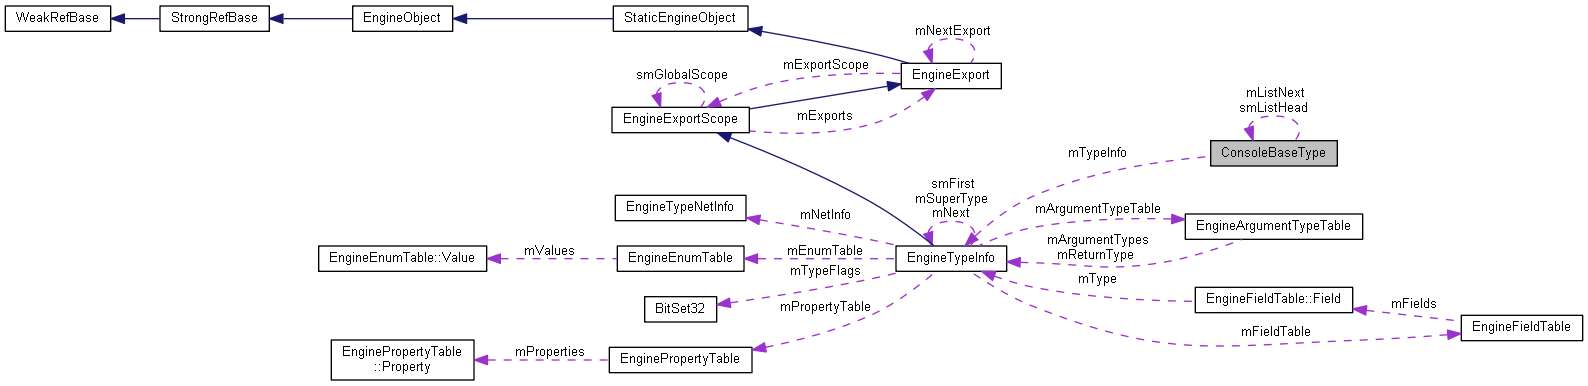 WeakRefBase
StrongRefBase
EngineObject
StaticEngineObject
mNextExport
EngineExport
mExportScope
smGlobalScope
EngineExportScope
mExports
mListNext
smListHead
ConsoleBaseType
mTypeInfo
EngineTypeNetInfo
mNetInfo
smFirst
mSuperType
mNext
mArgumentTypeTable
EngineArgumentTypeTable
mArgumentTypes
mReturnType
EngineEnumTable::Value
mValues
EngineEnumTable
mEnumTable
EngineTypeInfo
mTypeFlags
mType
BitSet32
mPropertyTable
EngineFieldTable::Field
mFields
EngineFieldTable
mFieldTable
EnginePropertyTable
::Property
mProperties
EnginePropertyTable